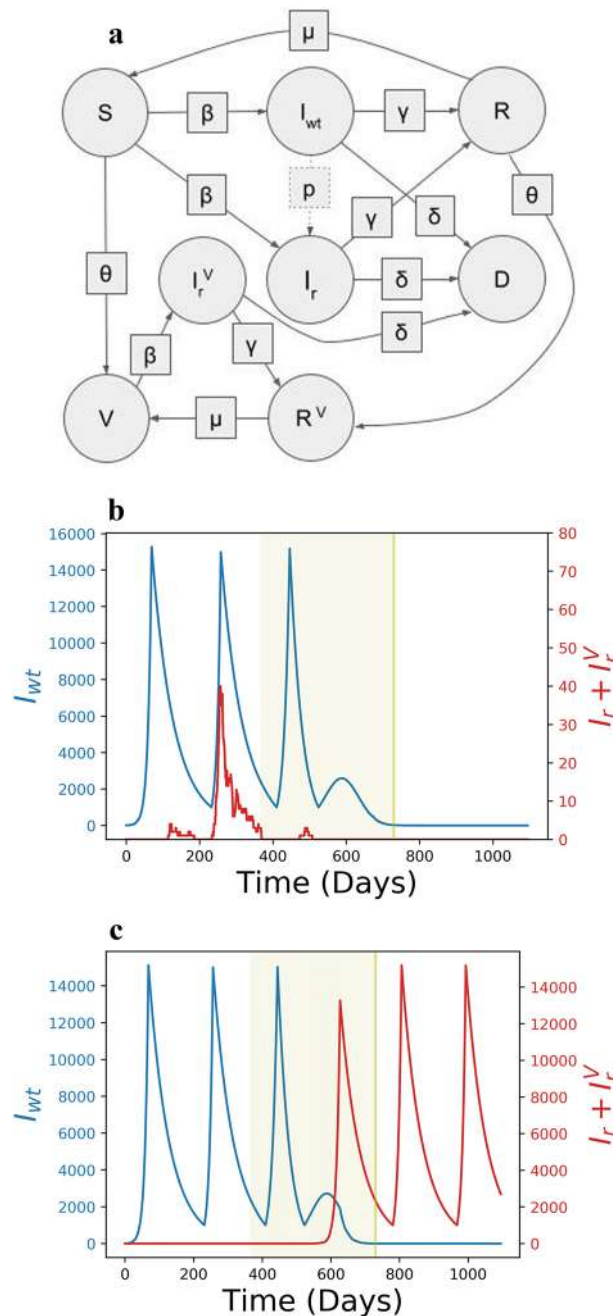 a
μ
S β I_wt γ R
p
β γ δ θ
θ I_r^V I_r δ D
β γ δ
V μ R^V
b
16000 80
14000 70
12000 60
10000 50
8000 40
6000 30
4000 20
2000 10
0 0
I_wt
I_r + I_r^V
0 200 400 600 800 1000
Time (Days)
c
14000 14000
12000 12000
10000 10000
8000 8000
6000 6000
4000 4000
2000 2000
0 0
I_wt
I_r + I_r^V
0 200 400 600 800 1000
Time (Days)